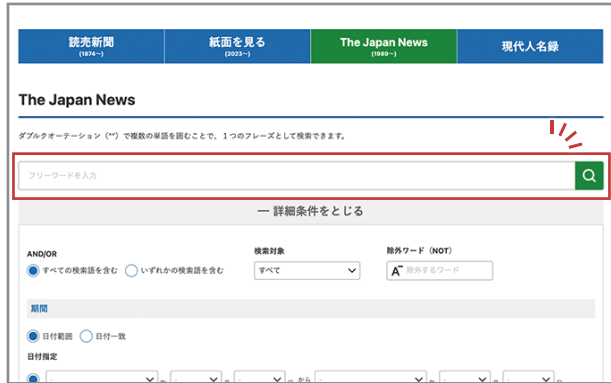 読売新聞
(1874〜)
紙面を見る
(2023〜)
The Japan News
(1989〜)
現代人名録
The Japan News
ダブルクオーテーション（""）で複数の単語を囲むことで、1つのフレーズとして検索できます。
フリーワードを入力
— 詳細条件をとじる
AND/OR 検索対象 除外ワード（NOT）
すべての検索語を含む いずれかの検索語を含む すべて A 除外するワード
期間
日付範囲 日付一致
日付指定
から